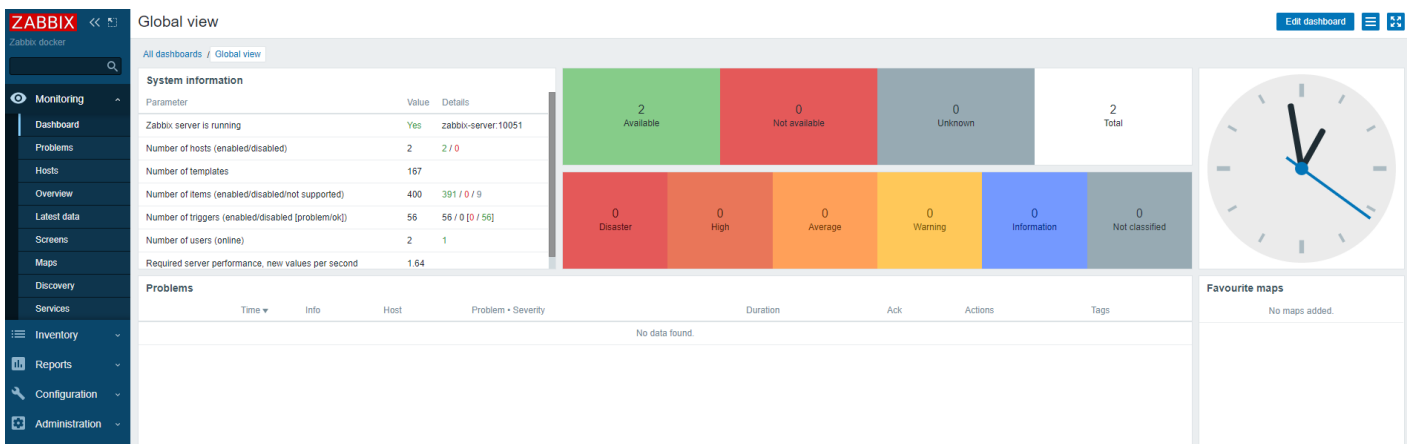 ZABBIX
Zabbix docker
Monitoring
Dashboard
Problems
Hosts
Overview
Latest data
Screens
Maps
Discovery
Services
Inventory
Reports
Configuration
Administration
Global view
Edit dashboard
All dashboards / Global view
System information
Parameter Value Details
Zabbix server is running Yes zabbix-server:10051
Number of hosts (enabled/disabled) 2 2 / 0
Number of templates 167
Number of items (enabled/disabled/not supported) 400 391 / 0 / 9
Number of triggers (enabled/disabled [problem/ok]) 56 56 / 0 [0 / 56]
Number of users (online) 2 1
Required server performance, new values per second 1.64
2 0 0 2
Available Not available Unknown Total
0 0 0 0 0 0
Disaster High Average Warning Information Not classified
Problems
Time Info Host Problem • Severity Duration Ack Actions Tags
No data found.
Favourite maps
No maps added.